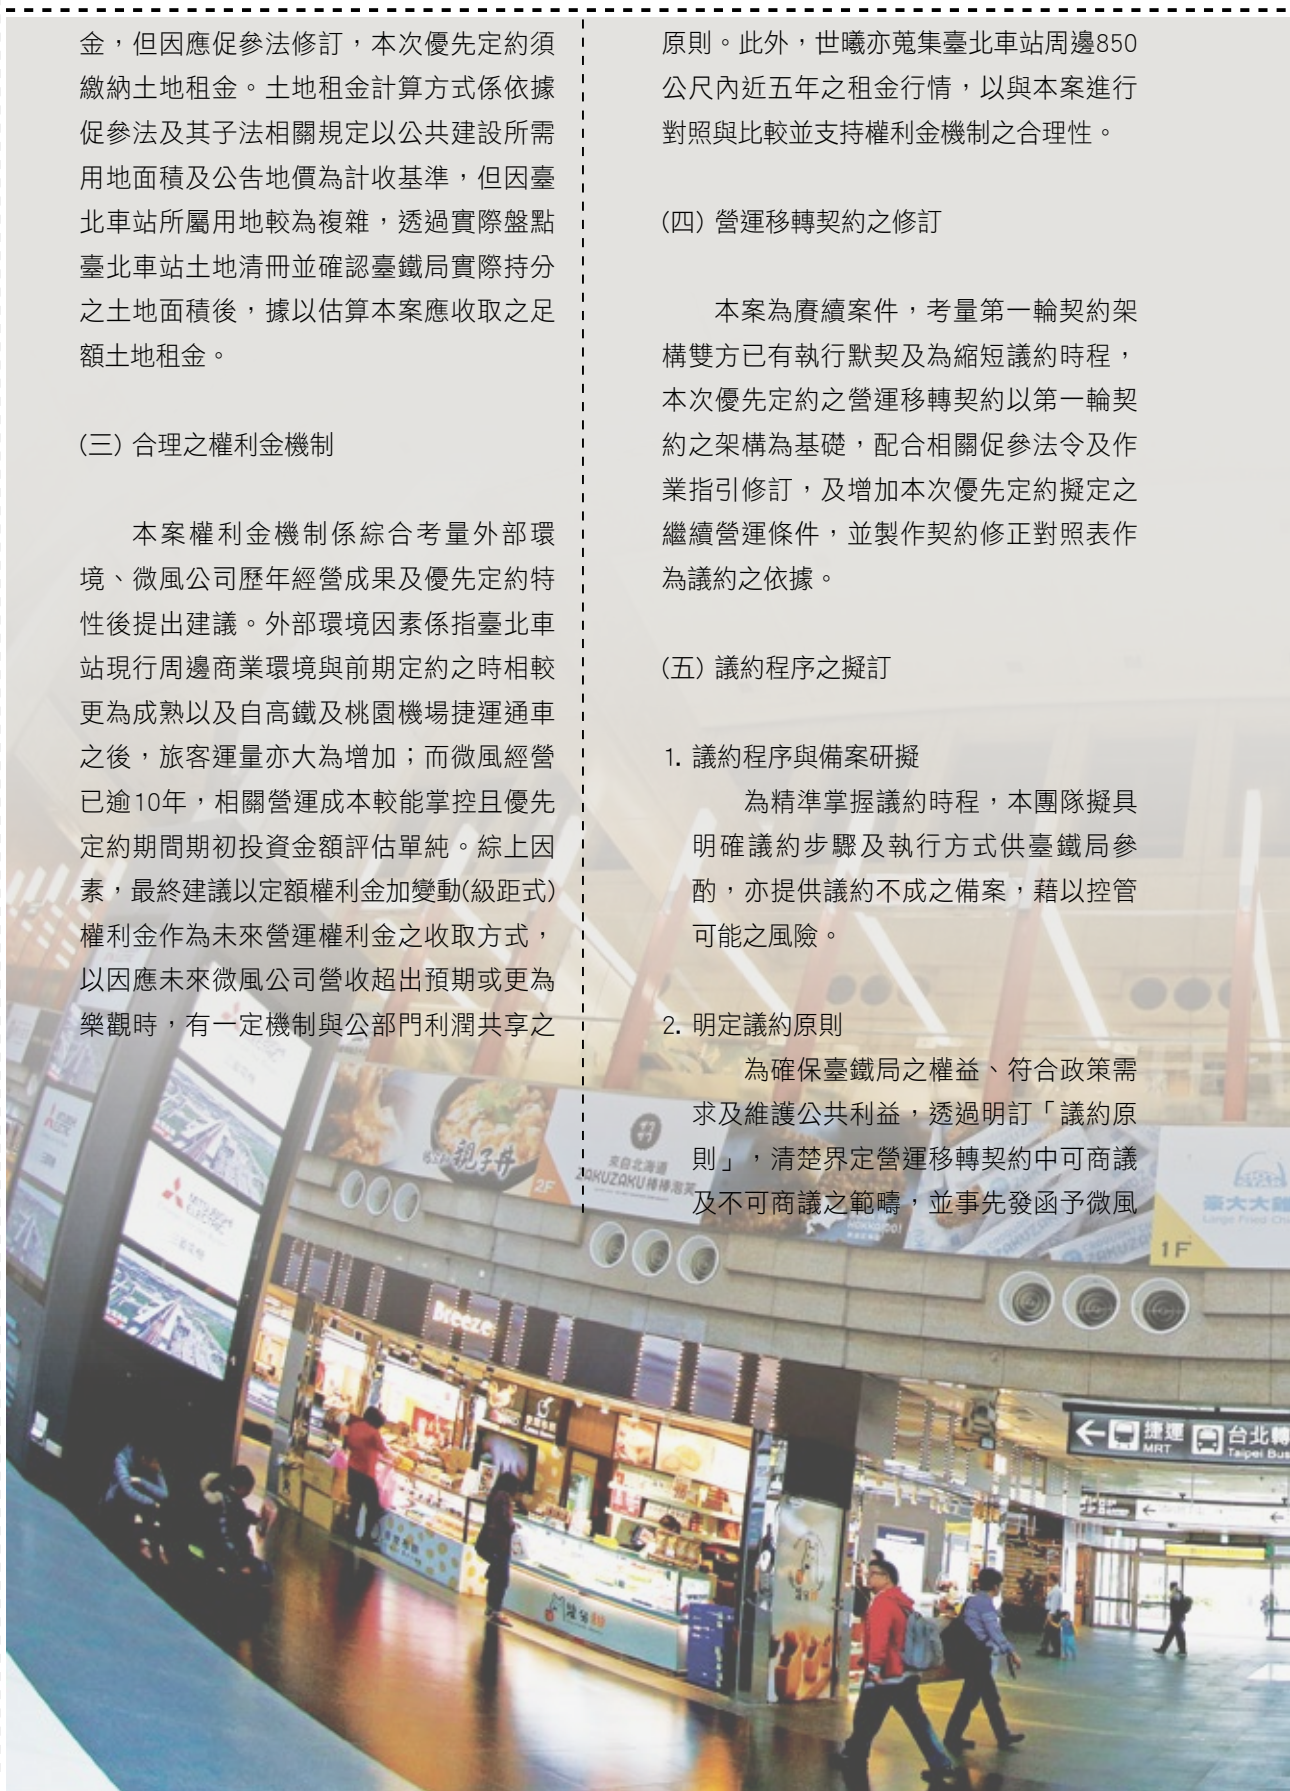 金，但因應促參法修訂，本次優先定約須
繳納土地租金。土地租金計算方式係依據
促參法及其子法相關規定以公共建設所需
用地面積及公告地價為計收基準，但因臺
北車站所屬用地較為複雜，透過實際盤點
臺北車站土地清冊並確認臺鐵局實際持分
之土地面積後，據以估算本案應收取之足
額土地租金。
(三) 合理之權利金機制
本案權利金機制係綜合考量外部環
境、微風公司歷年經營成果及優先定約特
性後提出建議。外部環境因素係指臺北車
站現行周邊商業環境與前期定約之時相較
更為成熟以及自高鐵及桃園機場捷運通車
之後，旅客運量亦大為增加；而微風經營
已逾10年，相關營運成本較能掌控且優先
定約期間期初投資金額評估單純。綜上因
素，最終建議以定額權利金加變動(級距式)
權利金作為未來營運權利金之收取方式，
以因應未來微風公司營收超出預期或更為
樂觀時，有一定機制與公部門利潤共享之
原則。此外，世曦亦蒐集臺北車站周邊850
公尺內近五年之租金行情，以與本案進行
對照與比較並支持權利金機制之合理性。
(四) 營運移轉契約之修訂
本案為賡續案件，考量第一輪契約架
構雙方已有執行默契及為縮短議約時程，
本次優先定約之營運移轉契約以第一輪契
約之架構為基礎，配合相關促參法令及作
業指引修訂，及增加本次優先定約擬定之
繼續營運條件，並製作契約修正對照表作
為議約之依據。
(五) 議約程序之擬訂
1. 議約程序與備案研擬
為精準掌握議約時程，本團隊擬具
明確議約步驟及執行方式供臺鐵局參
酌，亦提供議約不成之備案，藉以控管
可能之風險。
2. 明定議約原則
為確保臺鐵局之權益、符合政策需
求及維護公共利益，透過明訂「議約原
則」，清楚界定營運移轉契約中可商議
及不可商議之範疇，並事先發函予微風
親子丼
2F
來自北海道
ZAKUZAKU棒棒泡芙
豪大大雞
Large Fried Chi
1F
Breeze
捷運
MRT
台北轉
Taipei Bus